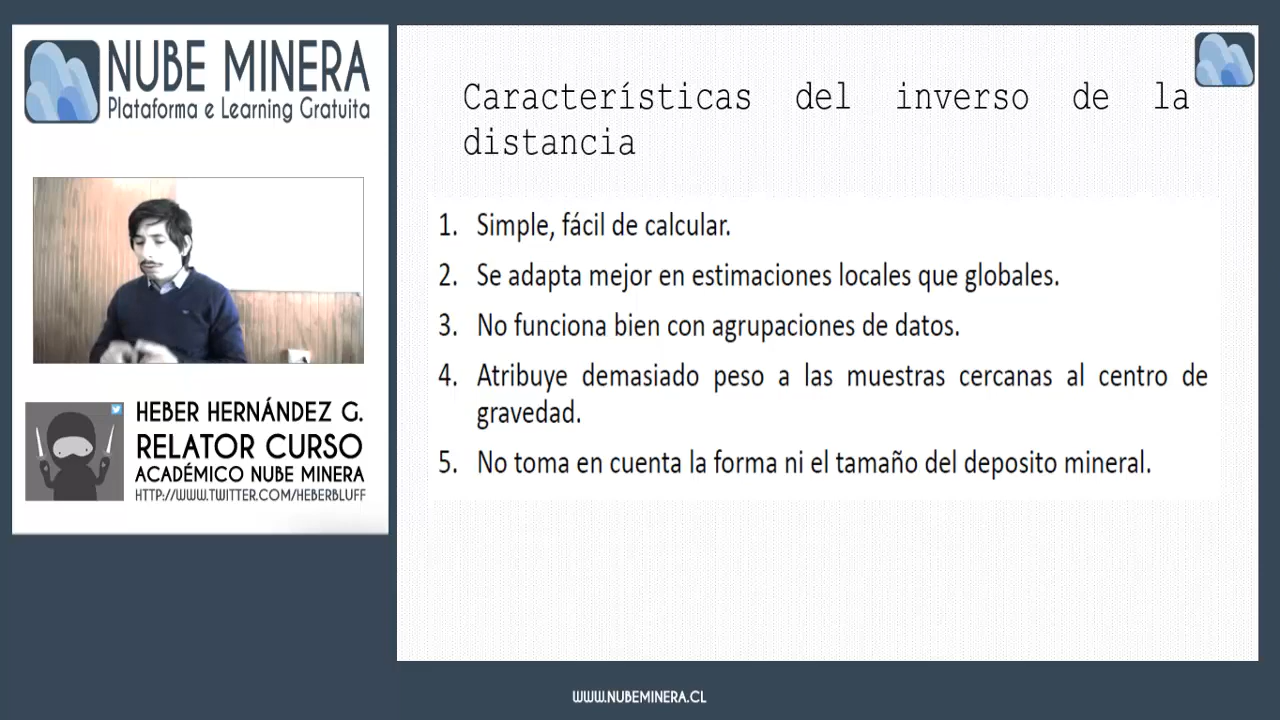 NUBE MINERA
Plataforma e Learning Gratuita
HEBER HERNÁNDEZ G.
RELATOR CURSO
ACADÉMICO NUBE MINERA
HTTP://WWW.TWITTER.COM/HEBERBLUFF
Características del inverso de la
distancia
1. Simple, fácil de calcular.
2. Se adapta mejor en estimaciones locales que globales.
3. No funciona bien con agrupaciones de datos.
4. Atribuye demasiado peso a las muestras cercanas al centro de
gravedad.
5. No toma en cuenta la forma ni el tamaño del deposito mineral.
WWW.NUBEMINERA.CL